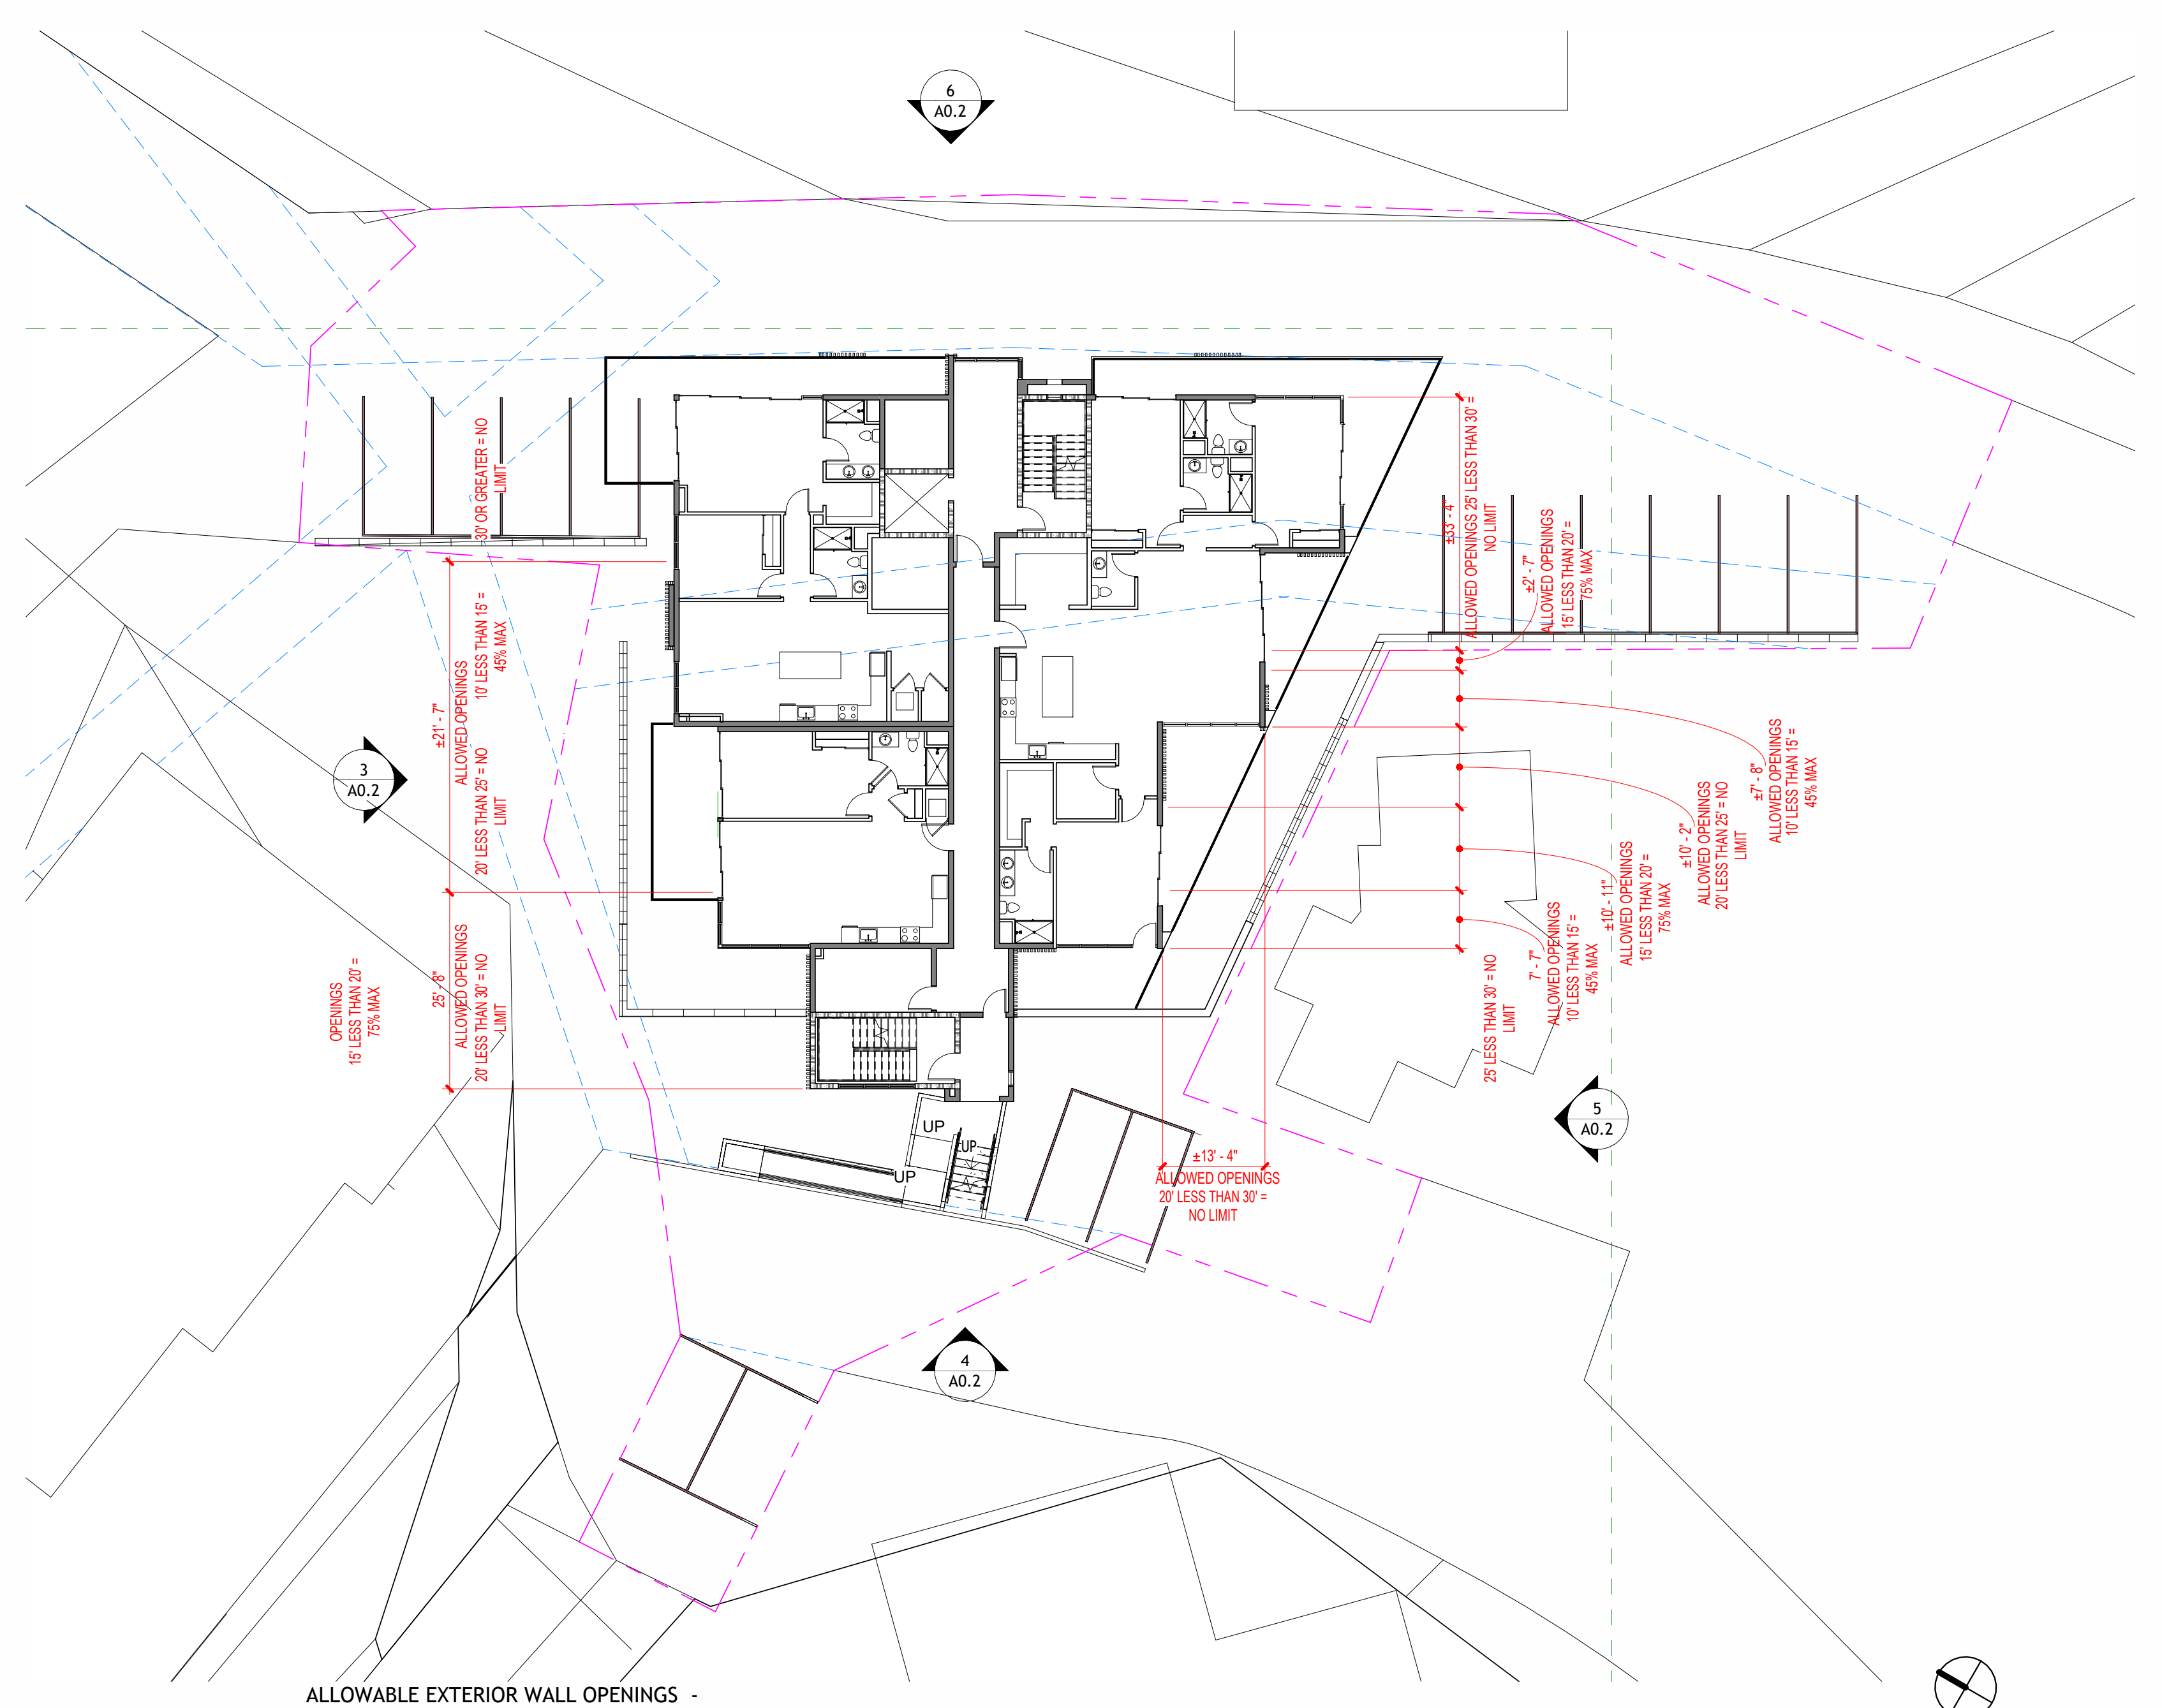 6
A0.2
30' OR GREATER = NO
LIMIT
±21' - 7"
ALLOWED OPENINGS
10' LESS THAN 15' =
45% MAX
20' LESS THAN 25' = NO
LIMIT
3
A0.2
25' - 8"
ALLOWED OPENINGS
20' LESS THAN 30' = NO
LIMIT
OPENINGS
15' LESS THAN 20' =
75% MAX
±33' - 4"
ALLOWED OPENINGS 25' LESS THAN 30' =
NO LIMIT
±2' - 7"
ALLOWED OPENINGS
15' LESS THAN 20' =
75% MAX
±7' - 8"
ALLOWED OPENINGS
10' LESS THAN 15' =
45% MAX
±10' - 2"
ALLOWED OPENINGS
20' LESS THAN 25' = NO
LIMIT
±10' - 11"
ALLOWED OPENINGS
15' LESS THAN 20' =
75% MAX
7' - 7"
ALLOWED OPENINGS
10' LESS THAN 15' =
45% MAX
25' LESS THAN 30' = NO
LIMIT
5
A0.2
UP
UP
UP
±13' - 4"
ALLOWED OPENINGS
20' LESS THAN 30' =
NO LIMIT
4
A0.2
ALLOWABLE EXTERIOR WALL OPENINGS -